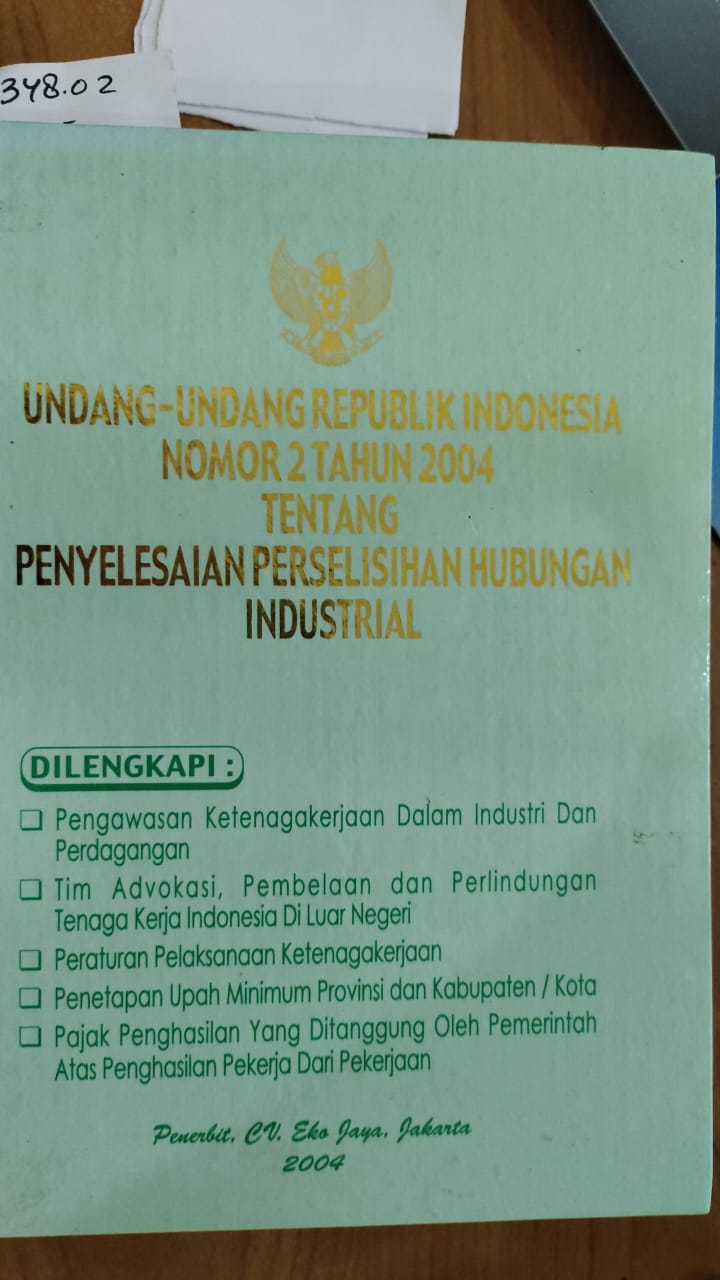 348.02
UNDANG-UNDANG REPUBLIK INDONESIA
NOMOR 2 TAHUN 2004
TENTANG
PENYELESAIAN PERSELISIHAN HUBUNGAN
INDUSTRIAL
DILENGKAPI :
❑ Pengawasan Ketenagakerjaan Dalam Industri Dan
Perdagangan
❑ Tim Advokasi, Pembelaan dan Perlindungan
Tenaga Kerja Indonesia Di Luar Negeri
❑ Peraturan Pelaksanaan Ketenagakerjaan
❑ Penetapan Upah Minimum Provinsi dan Kabupaten / Kota
❑ Pajak Penghasilan Yang Ditanggung Oleh Pemerintah
Atas Penghasilan Pekerja Dari Pekerjaan
Penerbit, CV. Eko Jaya, Jakarta
2004